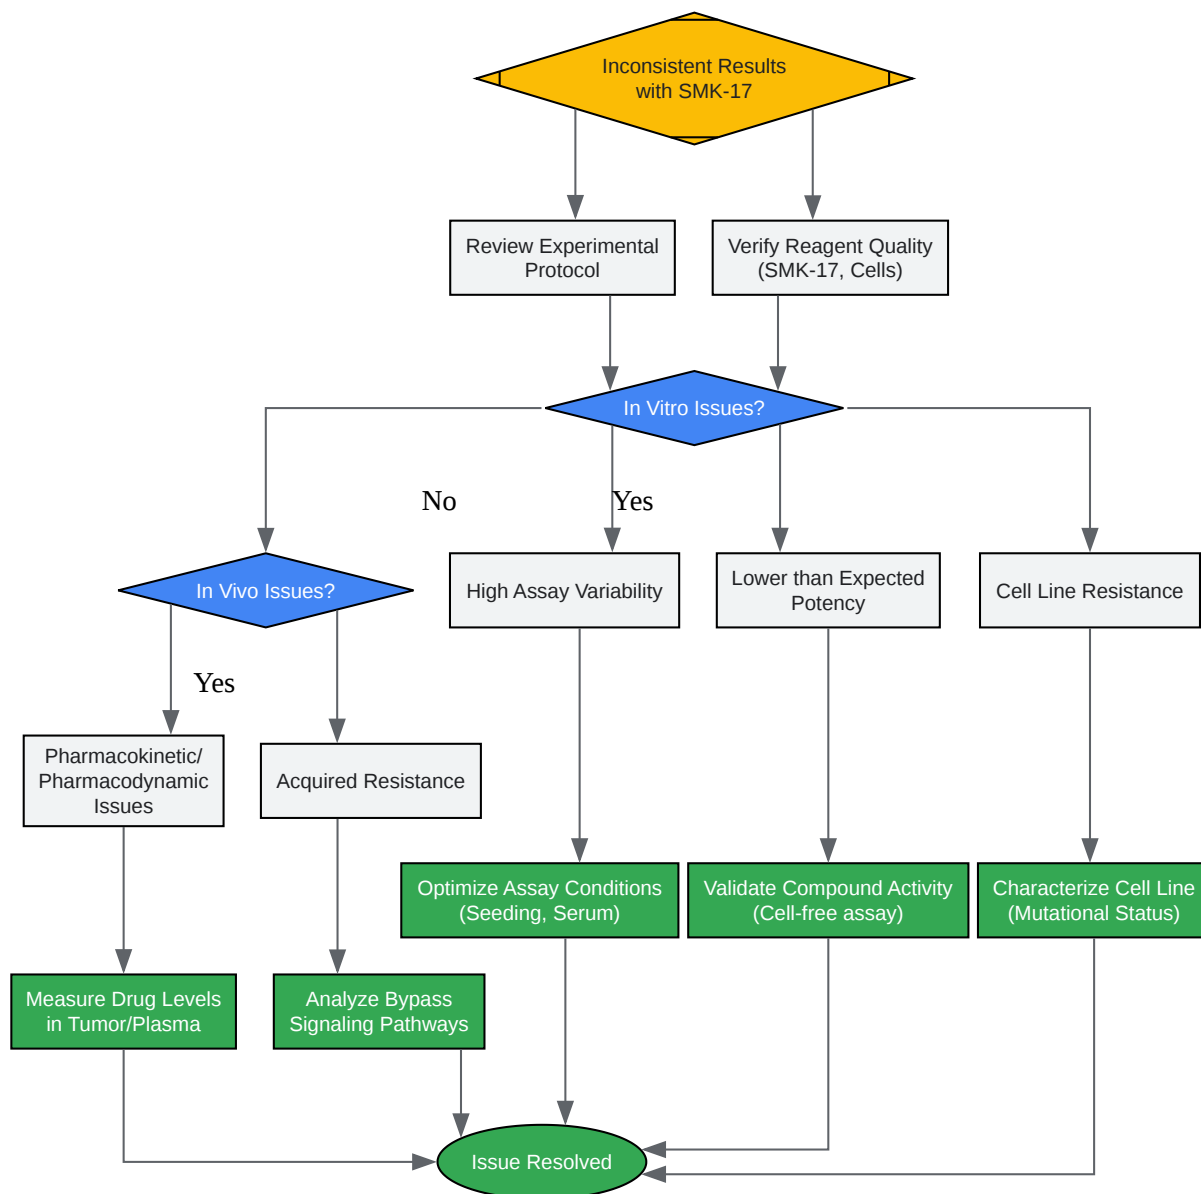 Inconsistent Results
with SMK-17
Review Experimental
Protocol
Verify Reagent Quality
(SMK-17, Cells)
In Vitro Issues?
No
Yes
In Vivo Issues?
High Assay Variability
Lower than Expected
Potency
Cell Line Resistance
Yes
Pharmacokinetic/
Pharmacodynamic
Issues
Acquired Resistance
Optimize Assay Conditions
(Seeding, Serum)
Validate Compound Activity
(Cell-free assay)
Characterize Cell Line
(Mutational Status)
Measure Drug Levels
in Tumor/Plasma
Analyze Bypass
Signaling Pathways
Issue Resolved